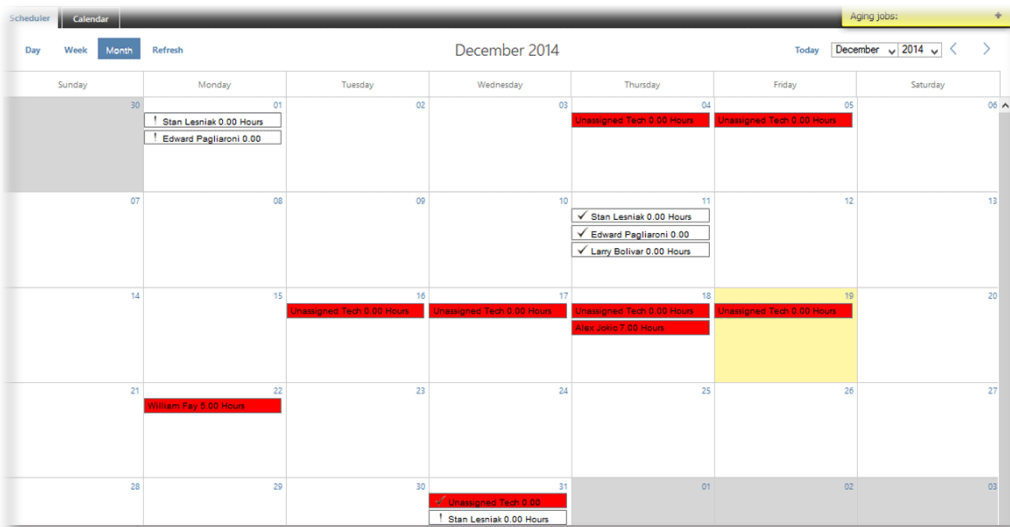 Scheduler Calendar Aging jobs: +
Day Week Month Refresh December 2014 Today December 2014
Sunday Monday Tuesday Wednesday Thursday Friday Saturday
30 01 02 03 04 05 06
! Stan Lesniak 0.00 Hours Unassigned Tech 0.00 Hours Unassigned Tech 0.00 Hours
! Edward Pagliaroni 0.00
07 08 09 10 11 12 13
✓ Stan Lesniak 0.00 Hours
✓ Edward Pagliaroni 0.00
✓ Larry Bolivar 0.00 Hours
14 15 16 17 18 19 20
Unassigned Tech 0.00 Hours Unassigned Tech 0.00 Hours Unassigned Tech 0.00 Hours Unassigned Tech 0.00 Hours
Alex Jokio 7.00 Hours
21 22 23 24 25 26 27
William Fay 5.00 Hours
28 29 30 31 01 02 03
✓ Unassigned Tech 0.00
! Stan Lesniak 0.00 Hours